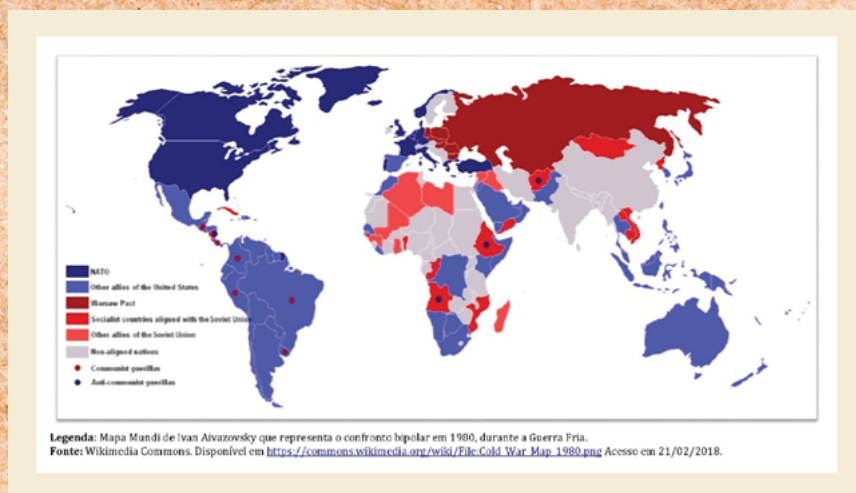 NATO
Other allies of the United States
Warsaw Pact
Socialist countries aligned with the Soviet Union
Other allies of the Soviet Union
Non-aligned nations
Communist guerillas
Anti-communist guerillas
Legenda: Mapa Mundi de Ivan Aivazovsky que representa o confronto bipolar em 1980, durante a Guerra Fria.
Fonte: Wikimedia Commons. Disponível em https://commons.wikimedia.org/wiki/File:Cold_War_Map_1980.png Acesso em 21/02/2018.